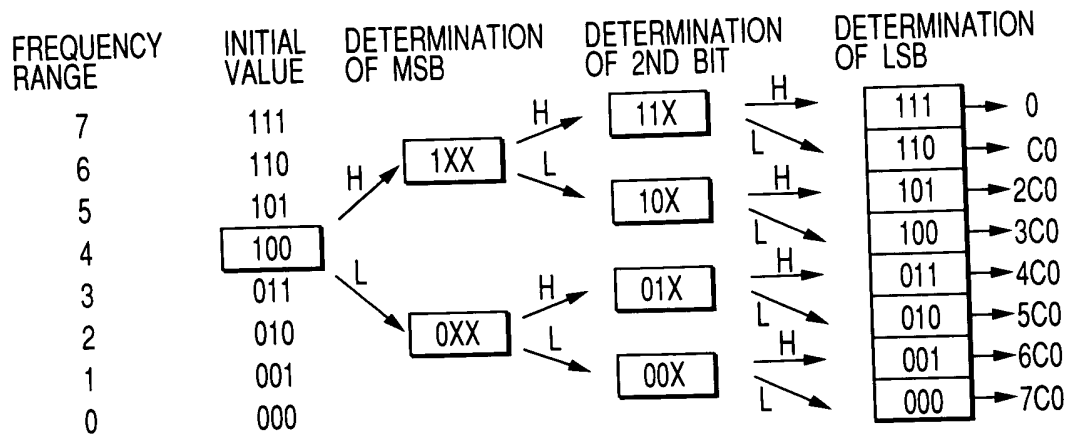 FREQUENCY RANGE INITIAL VALUE DETERMINATION OF MSB DETERMINATION OF 2ND BIT DETERMINATION OF LSB
7 111 H 11X H 111 0
6 110 H 1XX L L 110 C0
5 101 10X H 101 2C0
4 100 L 100 3C0
3 011 L H 01X H 011 4C0
2 010 0XX L L 010 5C0
1 001 00X H 001 6C0
0 000 L 000 7C0